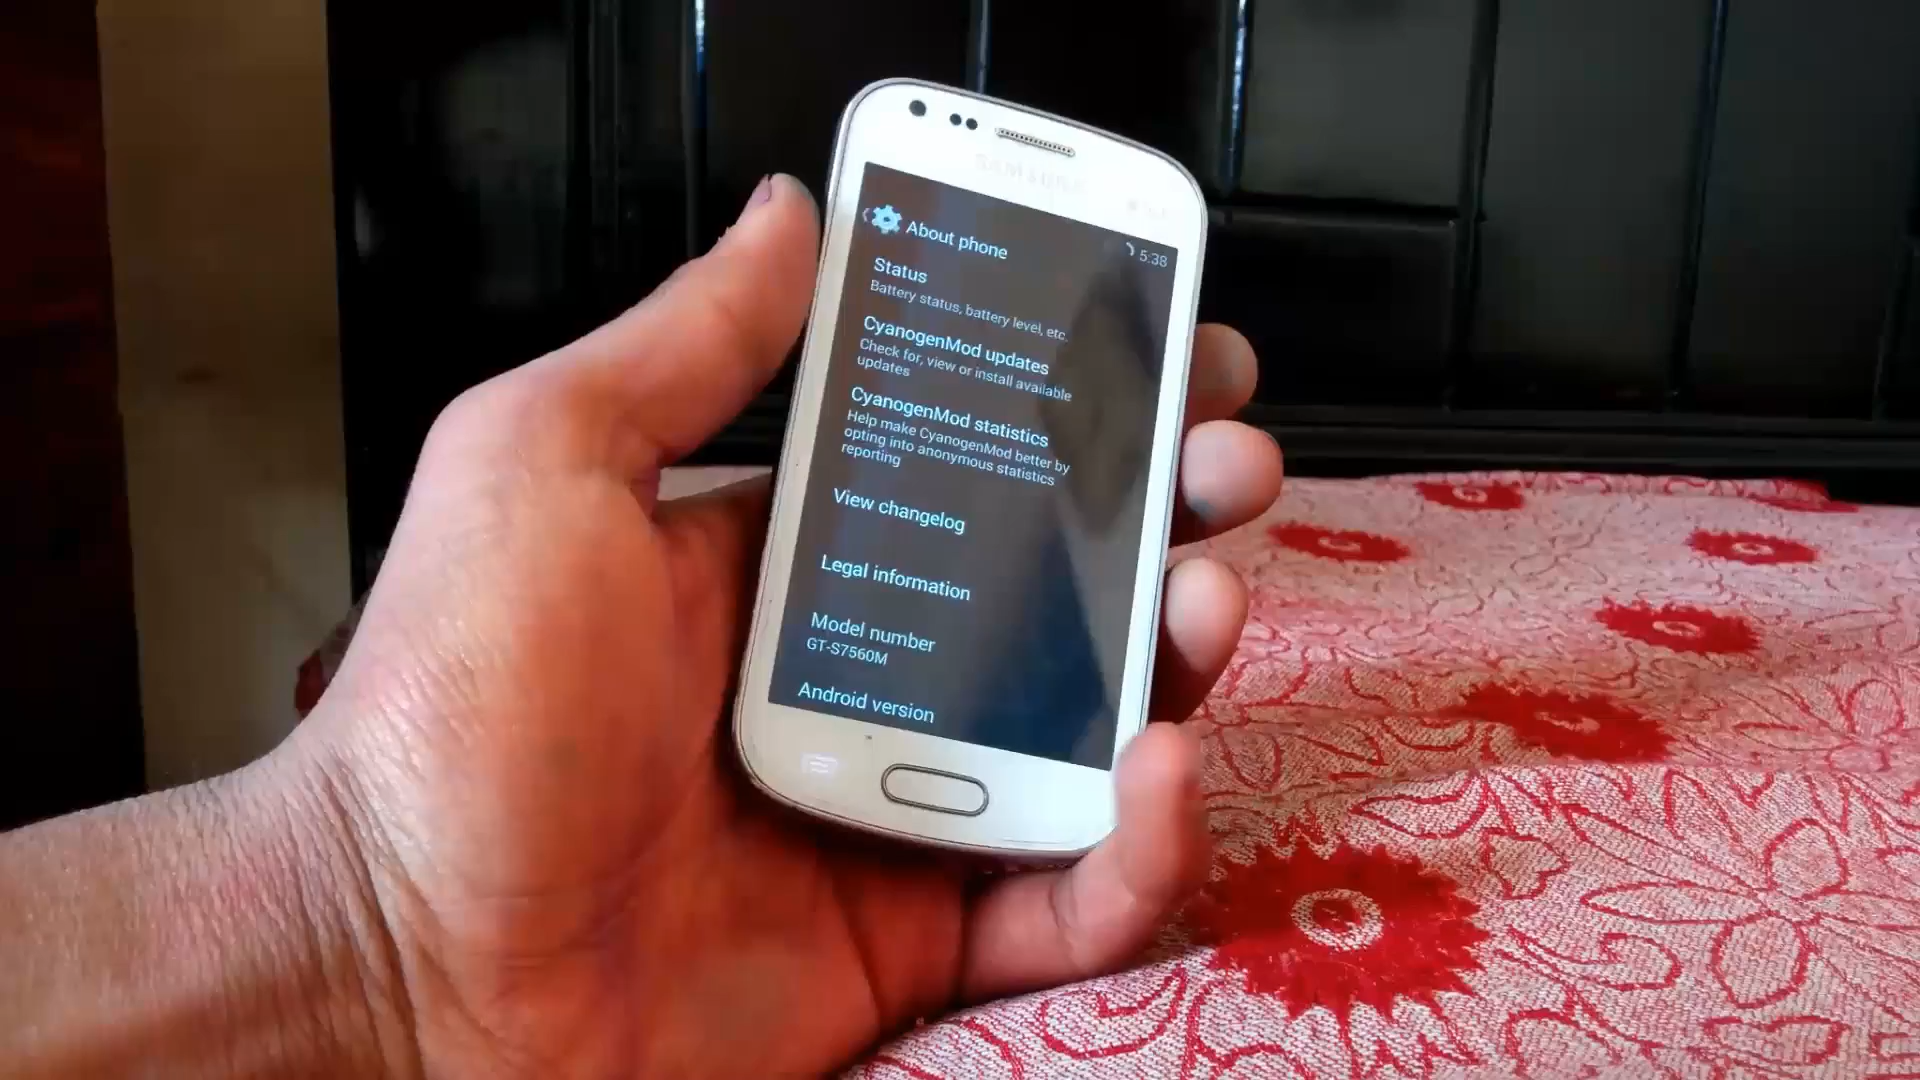 SAMSUNG
5:38
About phone
Status
Battery status, battery level, etc.
CyanogenMod updates
Check for, view or install available
updates
CyanogenMod statistics
Help make CyanogenMod better by
opting into anonymous statistics
reporting
View changelog
Legal information
Model number
GT-S7560M
Android version